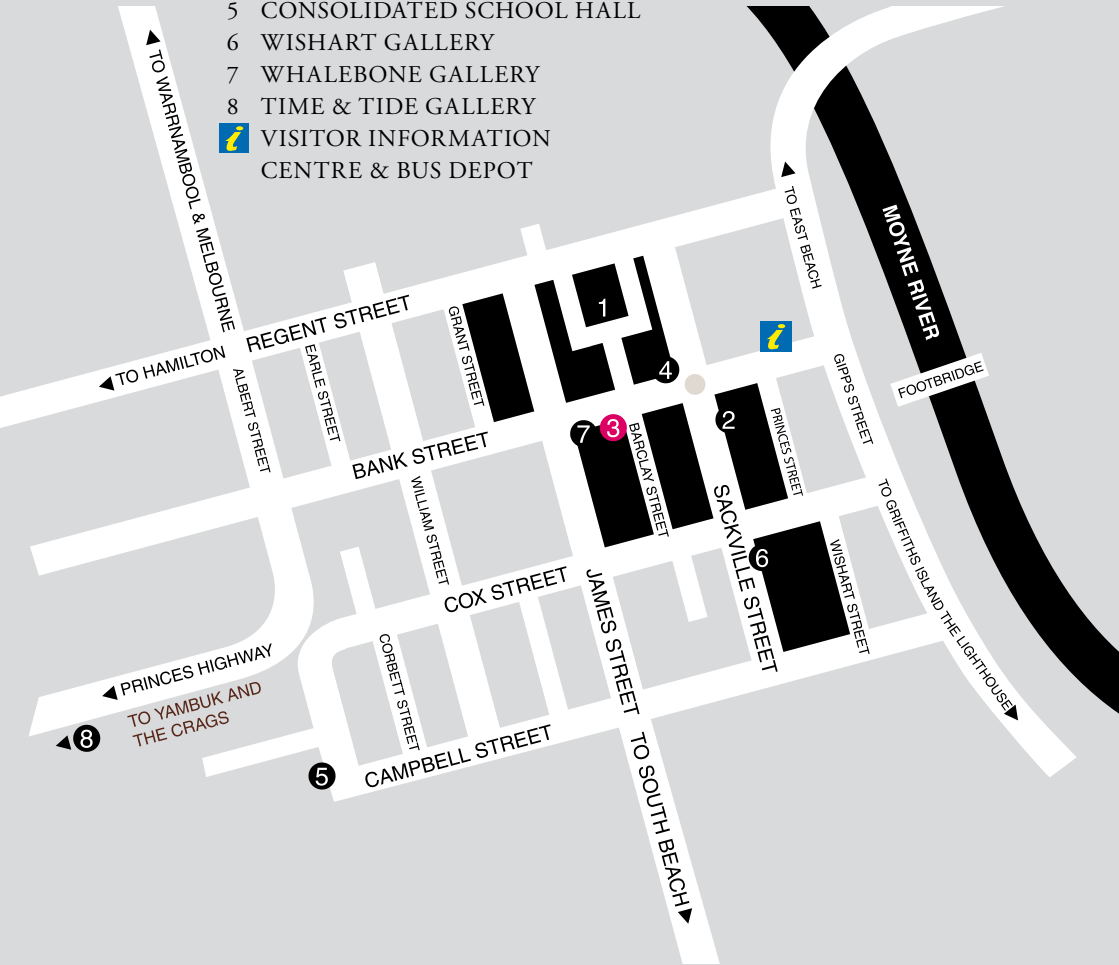 5 CONSOLIDATED SCHOOL HALL
6 WISHART GALLERY
7 WHALEBONE GALLERY
8 TIME & TIDE GALLERY
i VISITOR INFORMATION
CENTRE & BUS DEPOT
TO WARRNAMBOOL & MELBOURNE
TO EAST BEACH
MOYNE RIVER
REGENT STREET
TO HAMILTON
GRANT STREET
1
i
4
EARLE STREET
ALBERT STREET
GIPPS STREET
FOOTBRIDGE
BANK STREET
7
3
2
BARCLAY STREET
PRINCES STREET
WILLIAM STREET
SACKVILLE STREET
TO GRIFFITHS ISLAND THE LIGHTHOUSE
6
WISHART STREET
COX STREET
JAMES STREET
CORBETT STREET
PRINCES HIGHWAY
TO YAMBUK AND
THE CRAGS
8
5
CAMPBELL STREET
TO SOUTH BEACH